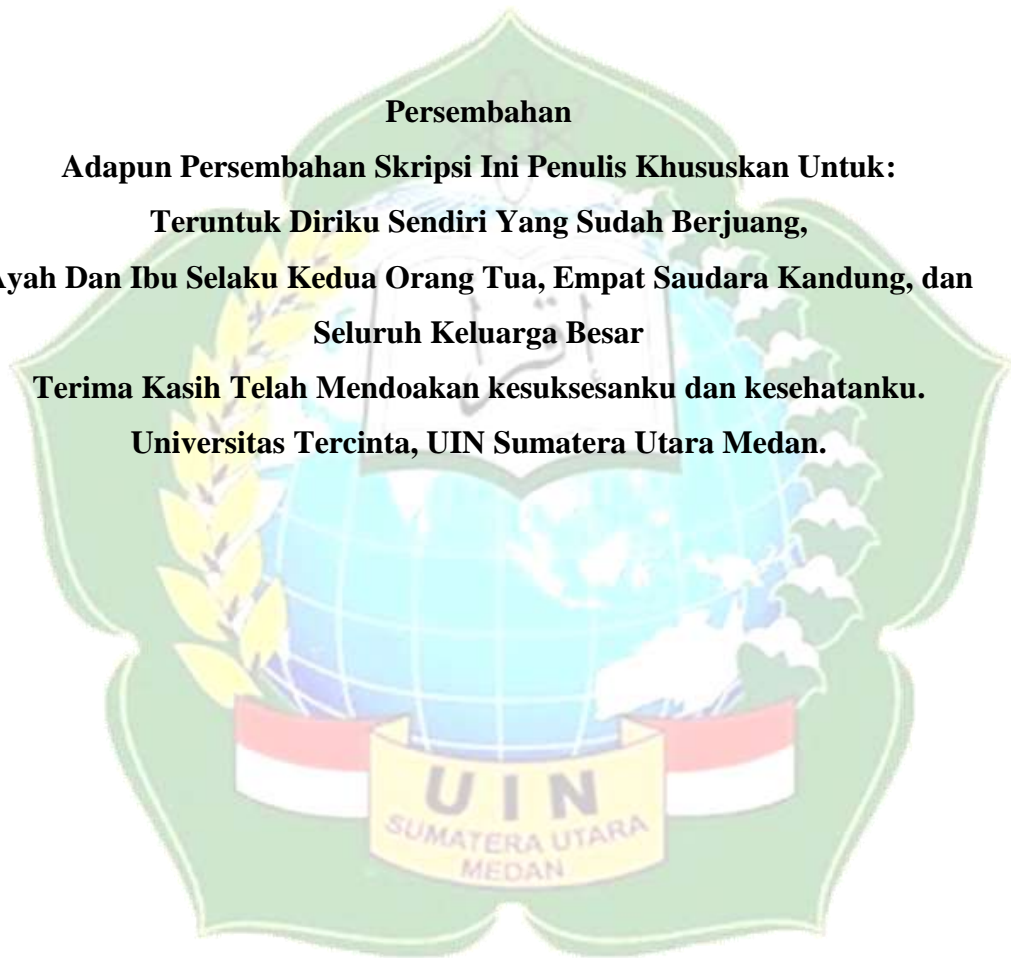 Persembahan
Adapun Persembahan Skripsi Ini Penulis Khususkan Untuk:
Teruntuk Diriku Sendiri Yang Sudah Berjuang,
Ayah Dan Ibu Selaku Kedua Orang Tua, Empat Saudara Kandung, dan
Seluruh Keluarga Besar
Terima Kasih Telah Mendoakan kesuksesanku dan kesehatanku.
Universitas Tercinta, UIN Sumatera Utara Medan.
اقرأ
UIN
SUMATERA UTARA
MEDAN